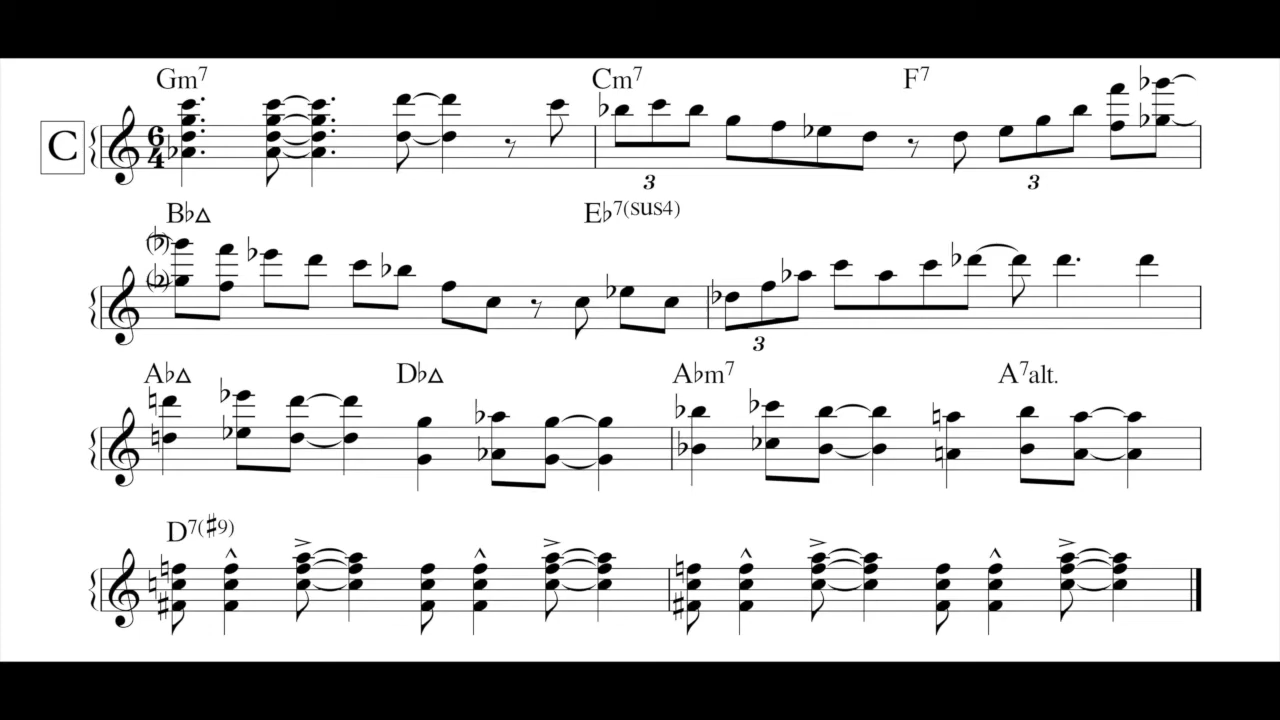 Gm7 Cm7 F7
C 6/4
3 3
B♭△ E♭7(sus4)
3
A♭△ D♭△ A♭m7 A7alt.
D7(♯9)